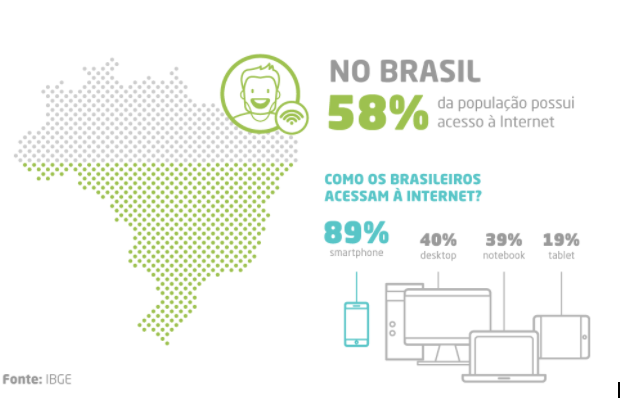 NO BRASIL
58% da população possui
acesso à Internet
COMO OS BRASILEIROS
ACESSAM À INTERNET?
89%
smartphone
40%
desktop
39%
notebook
19%
tablet
Fonte: IBGE